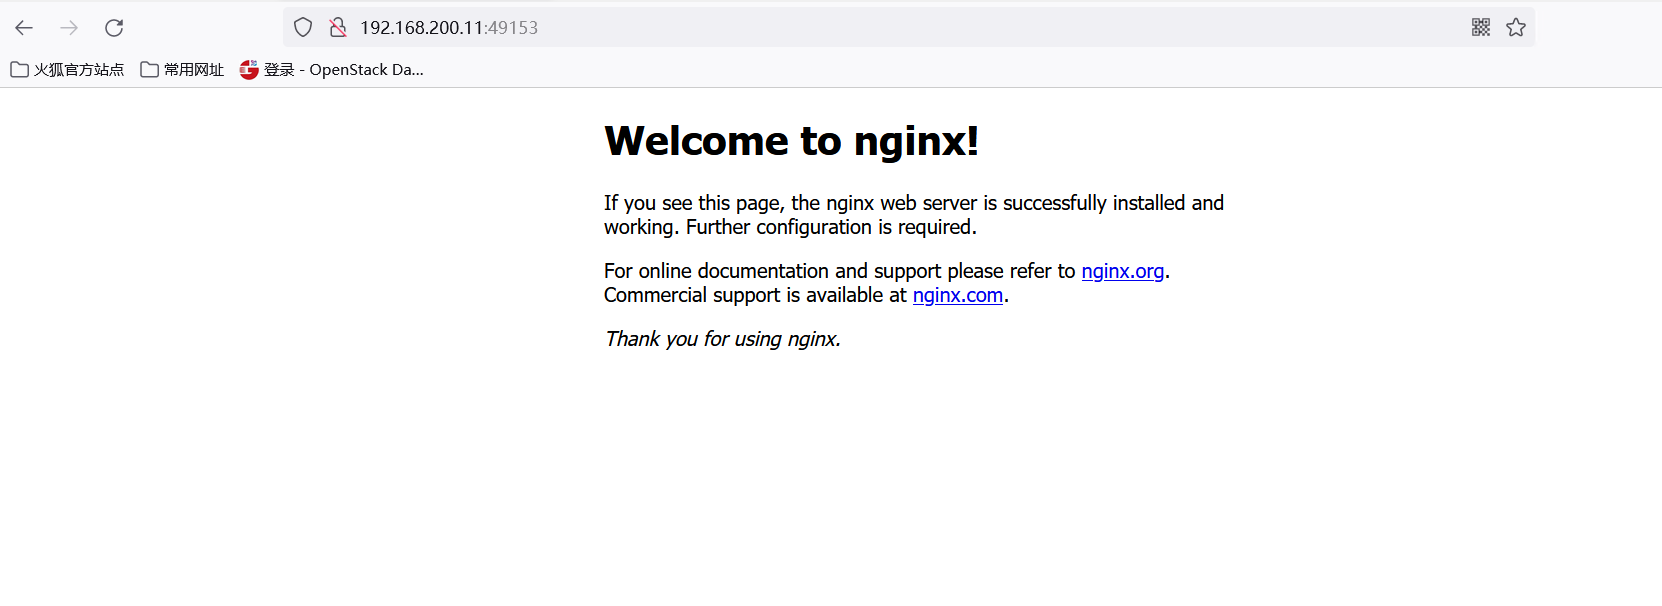 192.168.200.11:49153
火狐官方站点 常用网址 登录 - OpenStack Da...
Welcome to nginx!
If you see this page, the nginx web server is successfully installed and
working. Further configuration is required.
For online documentation and support please refer to nginx.org.
Commercial support is available at nginx.com.
Thank you for using nginx.